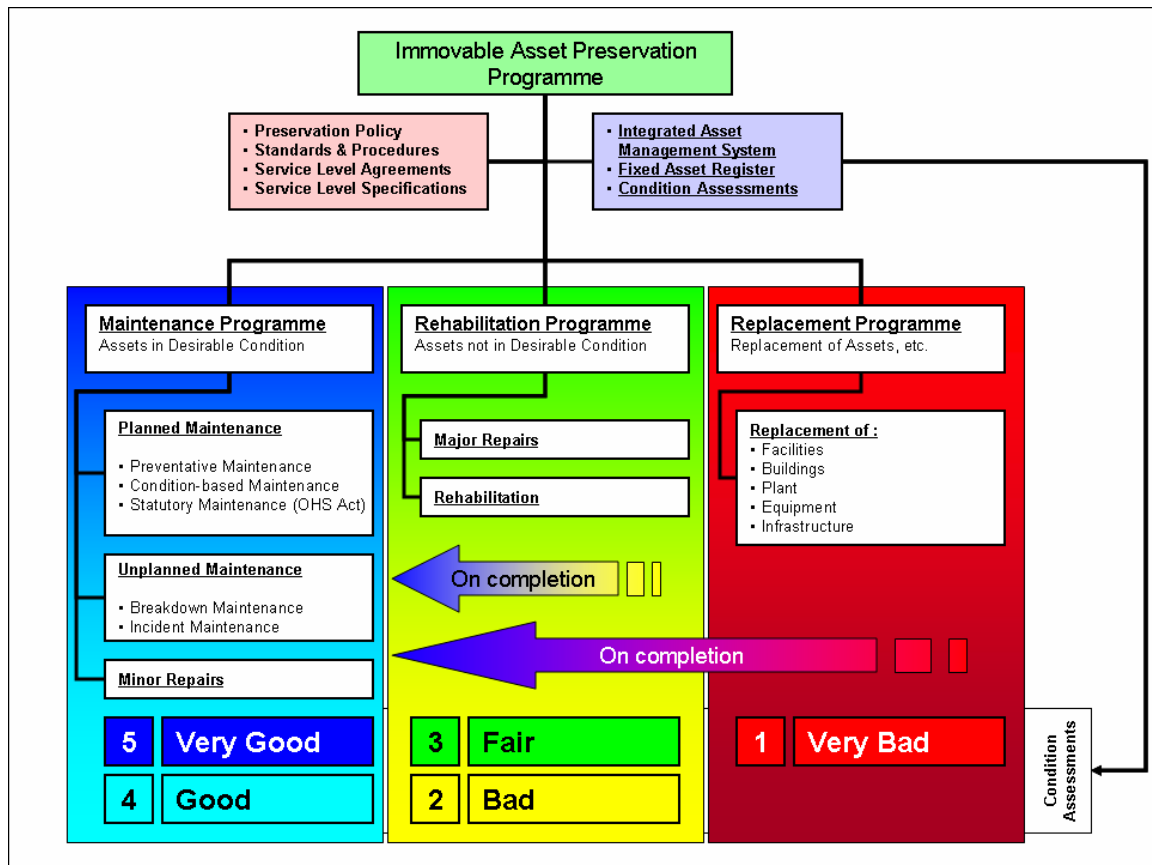 Immovable Asset Preservation
Programme
• Preservation Policy
• Standards & Procedures
• Service Level Agreements
• Service Level Specifications
• Integrated Asset
Management System
• Fixed Asset Register
• Condition Assessments
Maintenance Programme
Assets in Desirable Condition
Planned Maintenance
• Preventative Maintenance
• Condition-based Maintenance
• Statutory Maintenance (OHS Act)
Unplanned Maintenance
• Breakdown Maintenance
• Incident Maintenance
Minor Repairs
Rehabilitation Programme
Assets not in Desirable Condition
Major Repairs
Rehabilitation
On completion
On completion
Replacement Programme
Replacement of Assets, etc.
Replacement of :
• Facilities
• Buildings
• Plant
• Equipment
• Infrastructure
5 Very Good
4 Good
3 Fair
2 Bad
1 Very Bad
Condition
Assessments